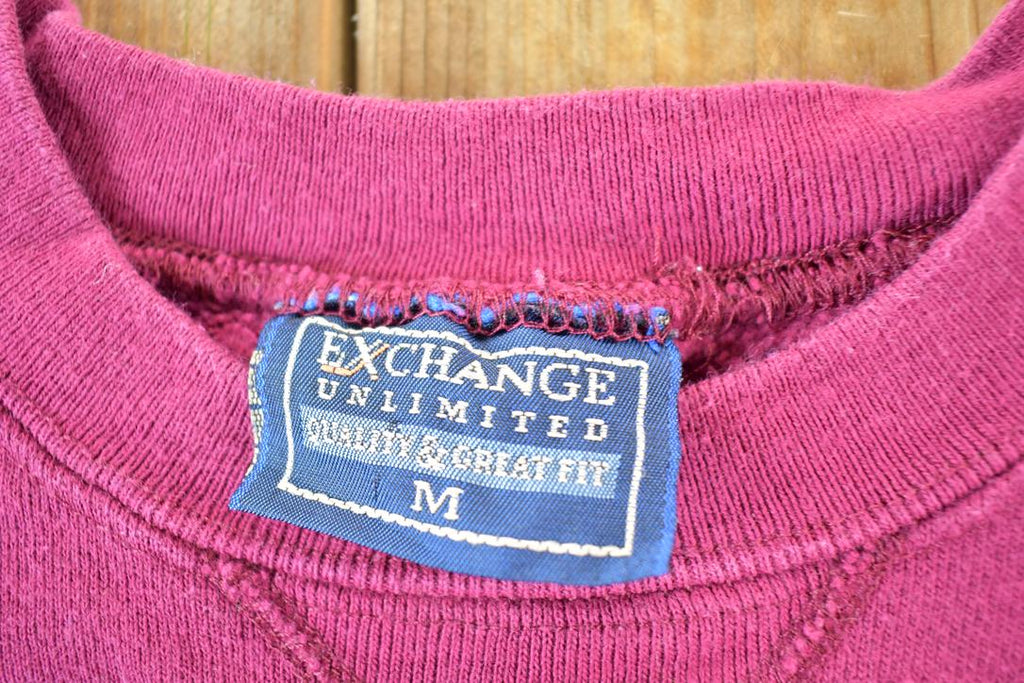 EXCHANGE
UNLIMITED
QUALITY & GREAT FIT
M